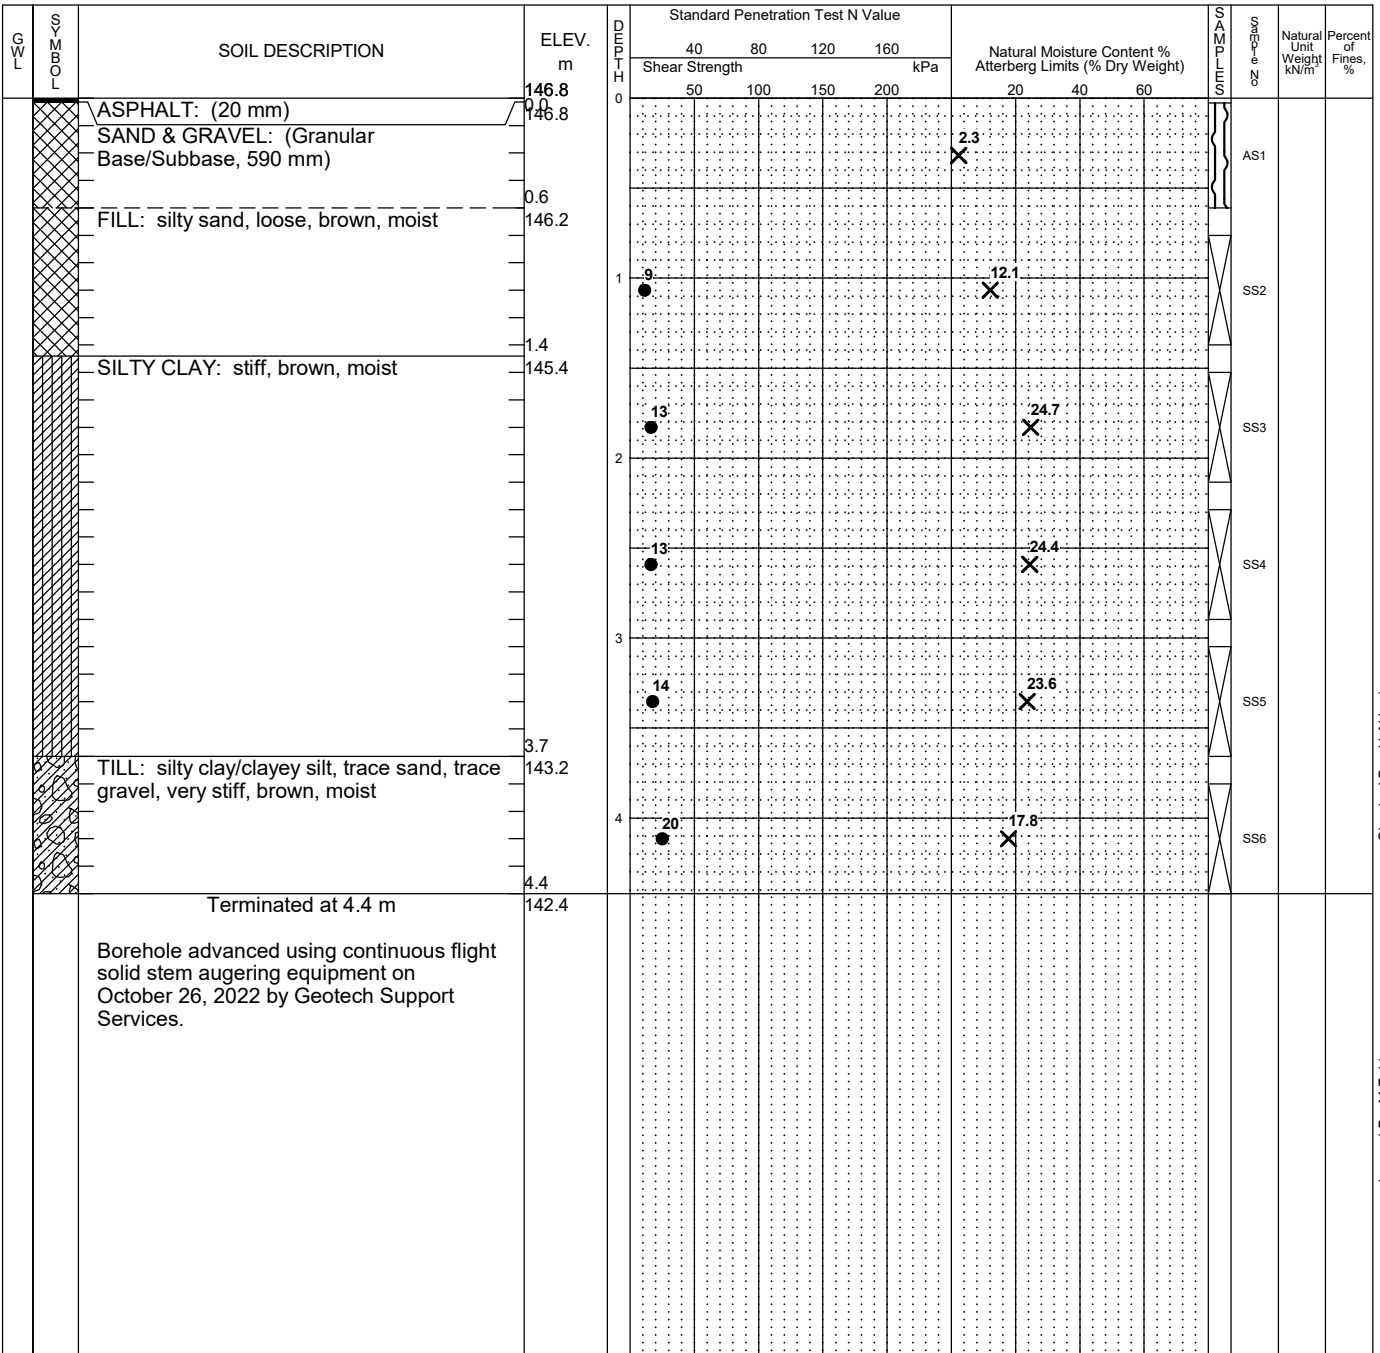 GWL
SYMBOL
SOIL DESCRIPTION
ELEV.
m
DEPTH
Standard Penetration Test N Value
40 80 120 160
Shear Strength kPa
50 100 150 200
Natural Moisture Content %
Atterberg Limits (% Dry Weight)
20 40 60
SAMPLES
Sample No
Natural
Unit
Weight
kN/m³
Percent
of
Fines,
%
146.8
0
ASPHALT: (20 mm)
0.0
146.8
SAND & GRAVEL: (Granular
Base/Subbase, 590 mm)
2.3
AS1
0.6
FILL: silty sand, loose, brown, moist
146.2
1
9
12.1
SS2
1.4
SILTY CLAY: stiff, brown, moist
145.4
13
24.7
SS3
2
13
24.4
SS4
3
14
23.6
SS5
3.7
TILL: silty clay/clayey silt, trace sand, trace
gravel, very stiff, brown, moist
143.2
4
20
17.8
SS6
4.4
Terminated at 4.4 m
142.4
Borehole advanced using continuous flight
solid stem augering equipment on
October 26, 2022 by Geotech Support
Services.